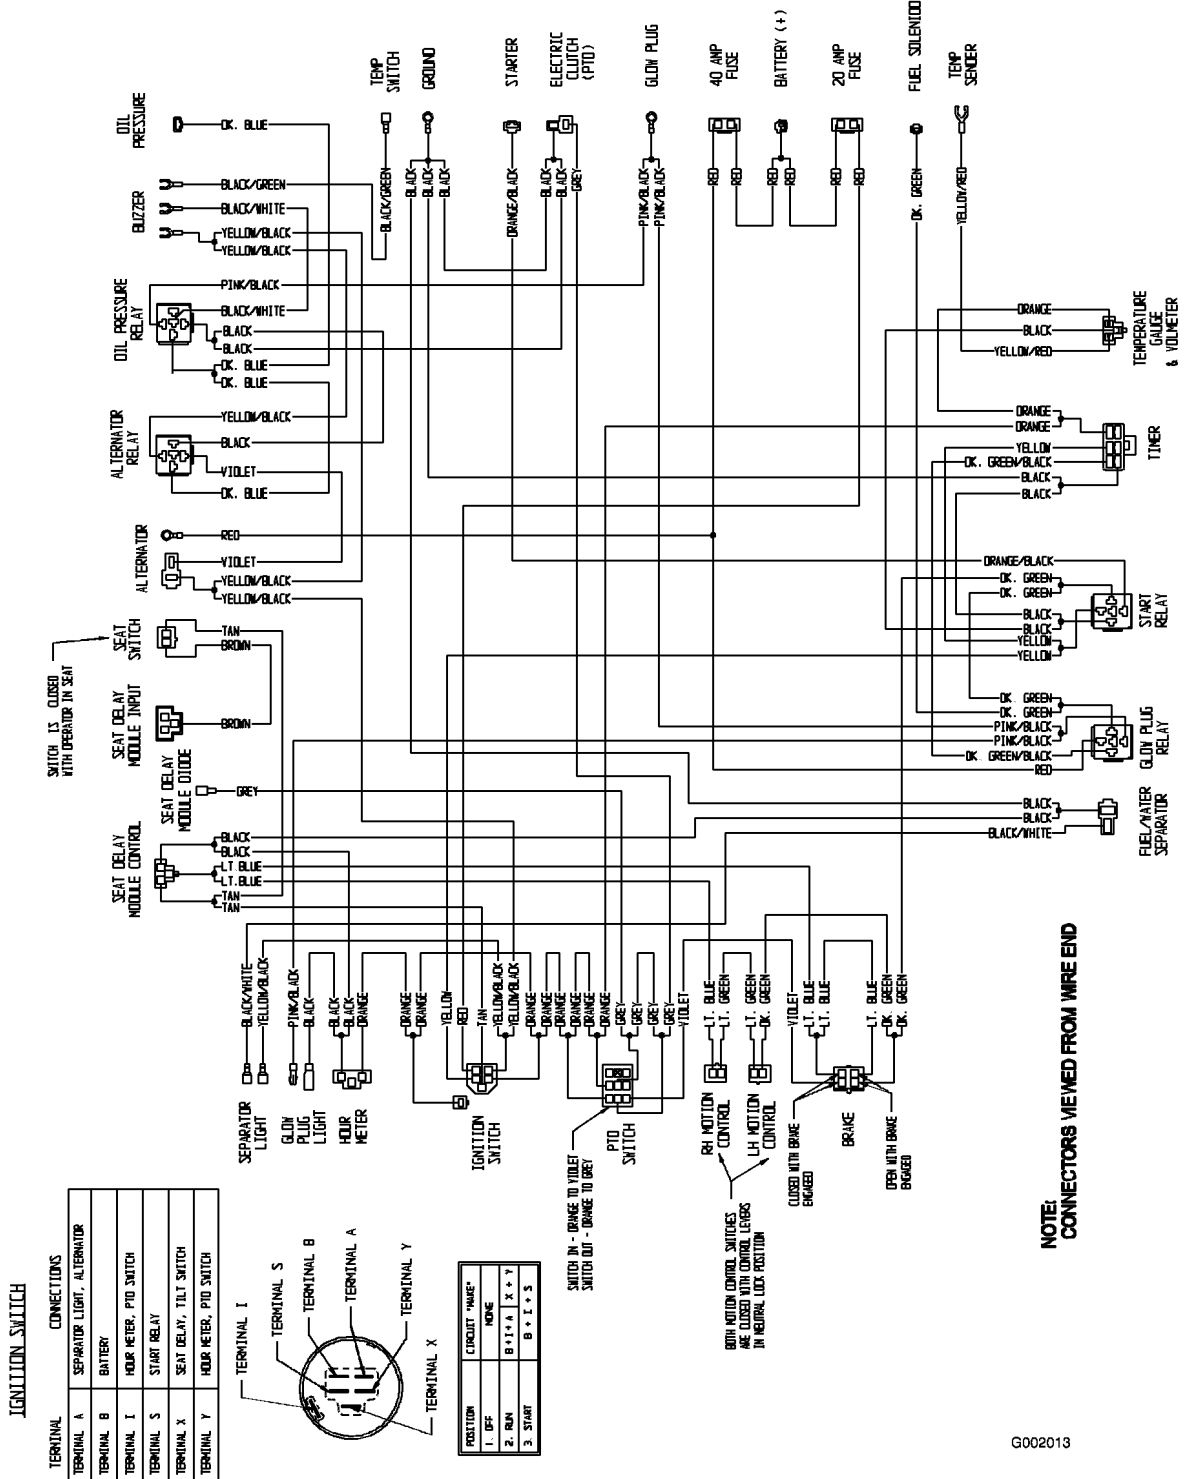 OIL
PRESSURE
DK. BLUE
BUZZER
BLACK/GREEN
BLACK/WHITE
YELLOW/BLACK
YELLOW/BLACK
TEMP
SWITCH
BLACK/GREEN
GROUND
BLACK
BLACK
BLACK
STARTER
ORANGE/BLACK
ELECTRIC
CLUTCH
(PTO)
BLACK
BLACK
GREY
GLOW PLUG
PINK/BLACK
PINK/BLACK
40 AMP
FUSE
RED
RED
BATTERY (+)
RED
RED
20 AMP
FUSE
RED
RED
FUEL SOLENIOD
DK. GREEN
TEMP
SENDER
YELLOW/RED
OIL PRESSURE
RELAY
PINK/BLACK
BLACK/WHITE
BLACK
BLACK
DK. BLUE
DK. BLUE
ALTERNATOR
RELAY
YELLOW/BLACK
BLACK
VIOLET
DK. BLUE
ALTERNATOR
RED
VIOLET
YELLOW/BLACK
YELLOW/BLACK
SEAT
SWITCH
TAN
BROWN
SWITCH IS CLOSED
WITH OPERATOR IN SEAT
SEAT DELAY
MODULE INPUT
BROWN
SEAT DELAY
MODULE DIODE
GREY
SEAT DELAY
MODULE CONTROL
BLACK
BLACK
LT.BLUE
LT.BLUE
TAN
TAN
TEMPERATURE
GAUGE
& VOLMETER
ORANGE
BLACK
YELLOW/RED
TIMER
ORANGE
ORANGE
YELLOW
DK. GREEN/BLACK
BLACK
BLACK
START
RELAY
ORANGE/BLACK
DK. GREEN
DK. GREEN
BLACK
BLACK
YELLOW
YELLOW
GLOW PLUG
RELAY
DK. GREEN
DK. GREEN
PINK/BLACK
PINK/BLACK
DK GREEN/BLACK
RED
FUEL/WATER
SEPARATOR
BLACK
BLACK
BLACK/WHITE
BLACK/WHITE
YELLOW/BLACK
PINK/BLACK
BLACK
BLACK
BLACK
ORANGE
ORANGE
ORANGE
YELLOW
RED
TAN
YELLOW/BLACK
YELLOW/BLACK
ORANGE
ORANGE
ORANGE
ORANGE
ORANGE
ORANGE
GREY
GREY
GREY
GREY
VIOLET
LT. BLUE
LT. GREEN
LT. GREEN
DK. GREEN
VIOLET
LT. BLUE
LT. BLUE
LT. BLUE
DK. GREEN
DK. GREEN
SEPARATOR
LIGHT
GLOW
PLUG
LIGHT
HOUR
METER
IGNITION
SWITCH
PTO
SWITCH
RH MOTION
CONTROL
LH MOTION
CONTROL
BRAKE
SWITCH IN - ORANGE TO VIOLET
SWITCH OUT - ORANGE TO GREY
BOTH MOTION CONTROL SWITCHES
ARE CLOSED WITH CONTROL LEVERS
IN NEUTRAL LOCK POSITION
CLOSED WITH BRAKE
ENGAGED
OPEN WITH BRAKE
ENGAGED
NOTE:
CONNECTORS VIEWED FROM WIRE END
IGNITION SWITCH
TERMINAL CONNECTIONS
TERMINAL A SEPARATOR LIGHT, ALTERNATOR
TERMINAL B BATTERY
TERMINAL I HOUR METER, PTO SWITCH
TERMINAL S START RELAY
TERMINAL X SEAT DELAY, TILT SWITCH
TERMINAL Y HOUR METER, PTO SWITCH
TERMINAL I
TERMINAL S
TERMINAL B
TERMINAL A
TERMINAL Y
TERMINAL X
POSITION CIRCUIT "MAKE"
1. OFF NONE
2. RUN B+I+A X + Y
3. START B + I + S
G002013